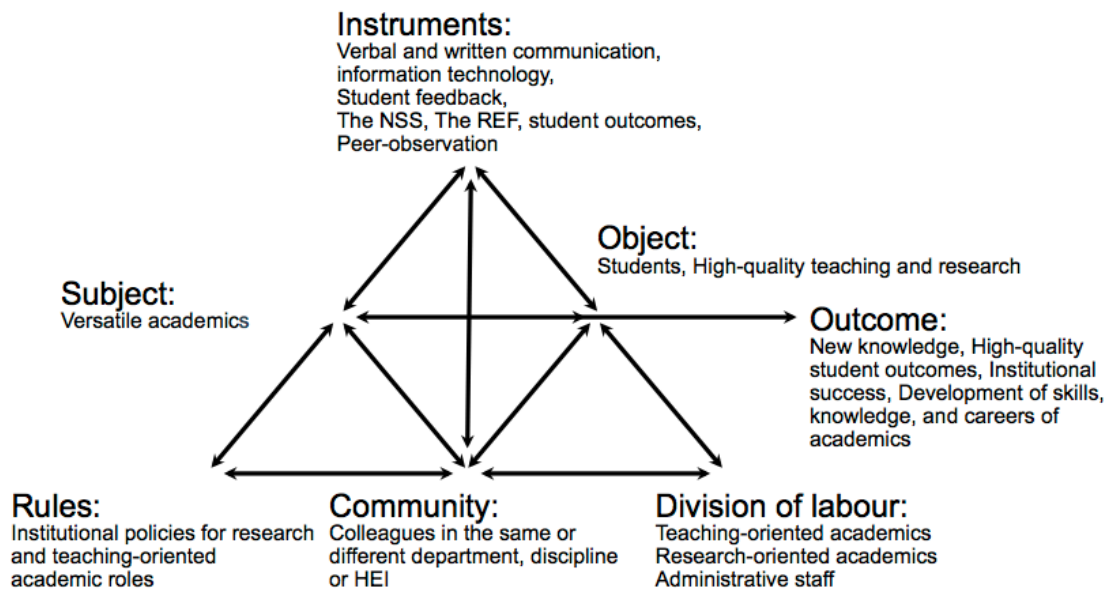 Instruments:
Verbal and written communication,
information technology,
Student feedback,
The NSS, The REF, student outcomes,
Peer-observation
Object:
Students, High-quality teaching and research
Subject:
Versatile academics
Outcome:
New knowledge, High-quality
student outcomes, Institutional
success, Development of skills,
knowledge, and careers of
academics
Rules:
Institutional policies for research
and teaching-oriented
academic roles
Community:
Colleagues in the same or
different department, discipline
or HEI
Division of labour:
Teaching-oriented academics
Research-oriented academics
Administrative staff